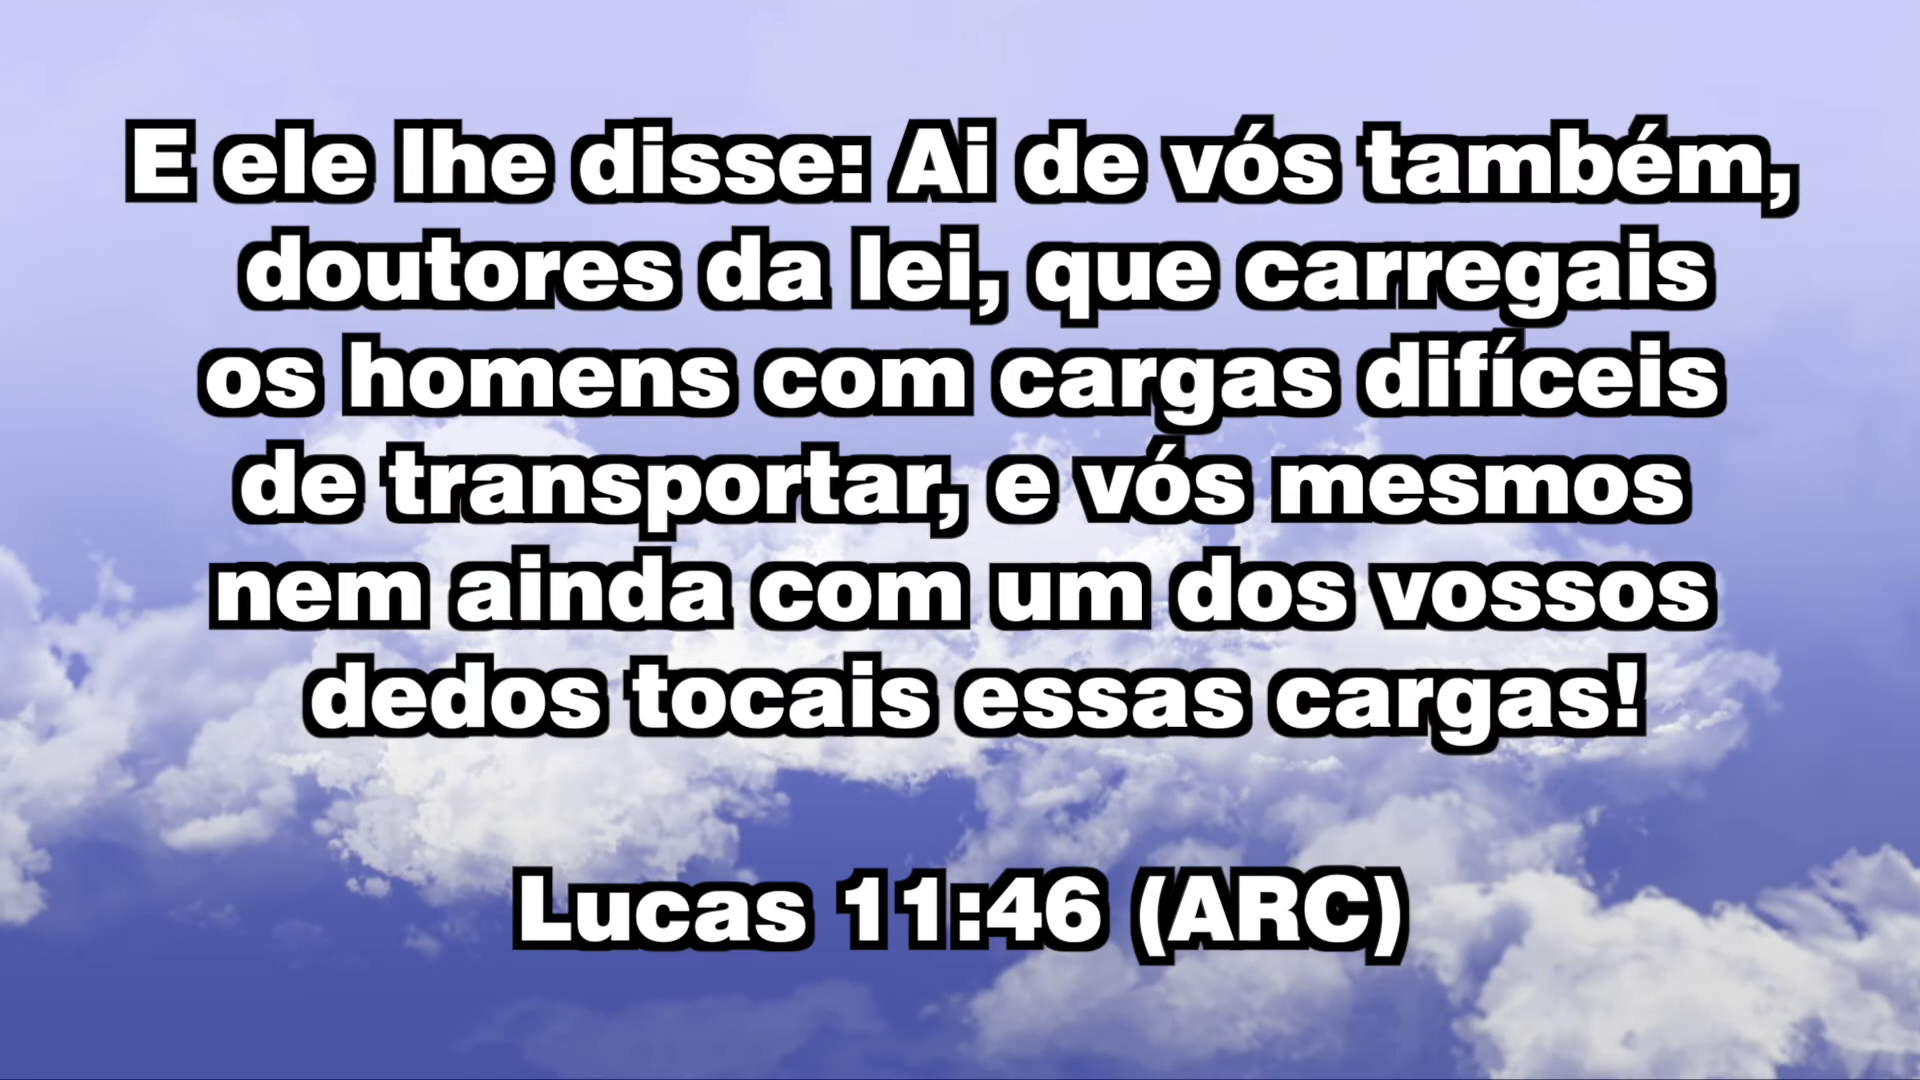 E ele lhe disse: Ai de vós também,
doutores da lei, que carregais
os homens com cargas difíceis
de transportar, e vós mesmos
nem ainda com um dos vossos
dedos tocais essas cargas!
Lucas 11:46 (ARC)